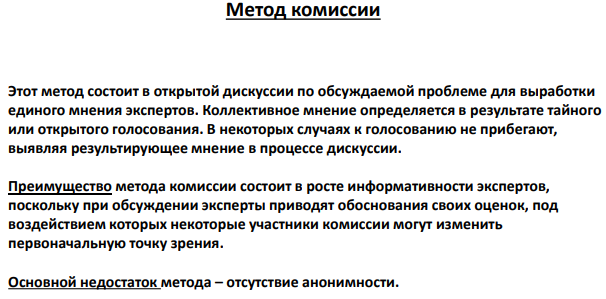 Метод комиссии
Этот метод состоит в открытой дискуссии по обсуждаемой проблеме для выработки
единого мнения экспертов. Коллективное мнение определяется в результате тайного
или открытого голосования. В некоторых случаях к голосованию не прибегают,
выявляя результирующее мнение в процессе дискуссии.
Преимущество метода комиссии состоит в росте информативности экспертов,
поскольку при обсуждении эксперты приводят обоснования своих оценок, под
воздействием которых некоторые участники комиссии могут изменить
первоначальную точку зрения.
Основной недостаток метода – отсутствие анонимности.